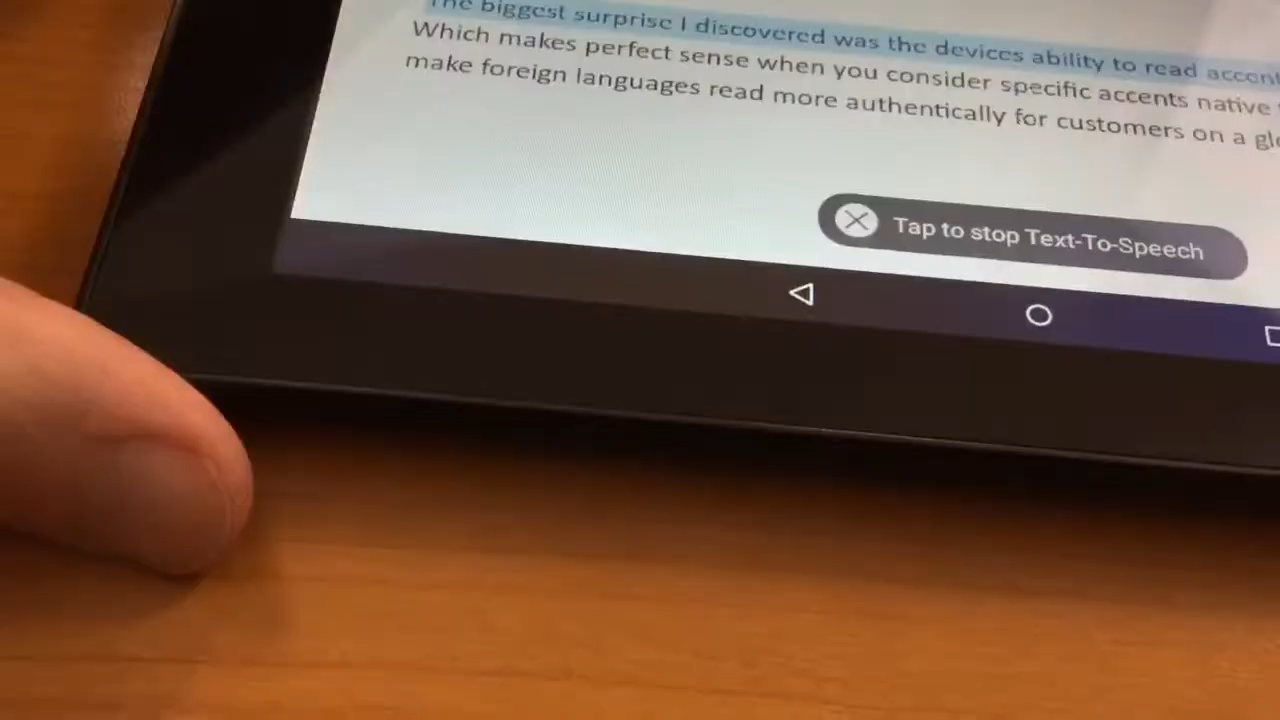 The biggest surprise I discovered was the devices ability to read accent
Which makes perfect sense when you consider specific accents native
make foreign languages read more authentically for customers on a
Tap to stop Text-To-Speech